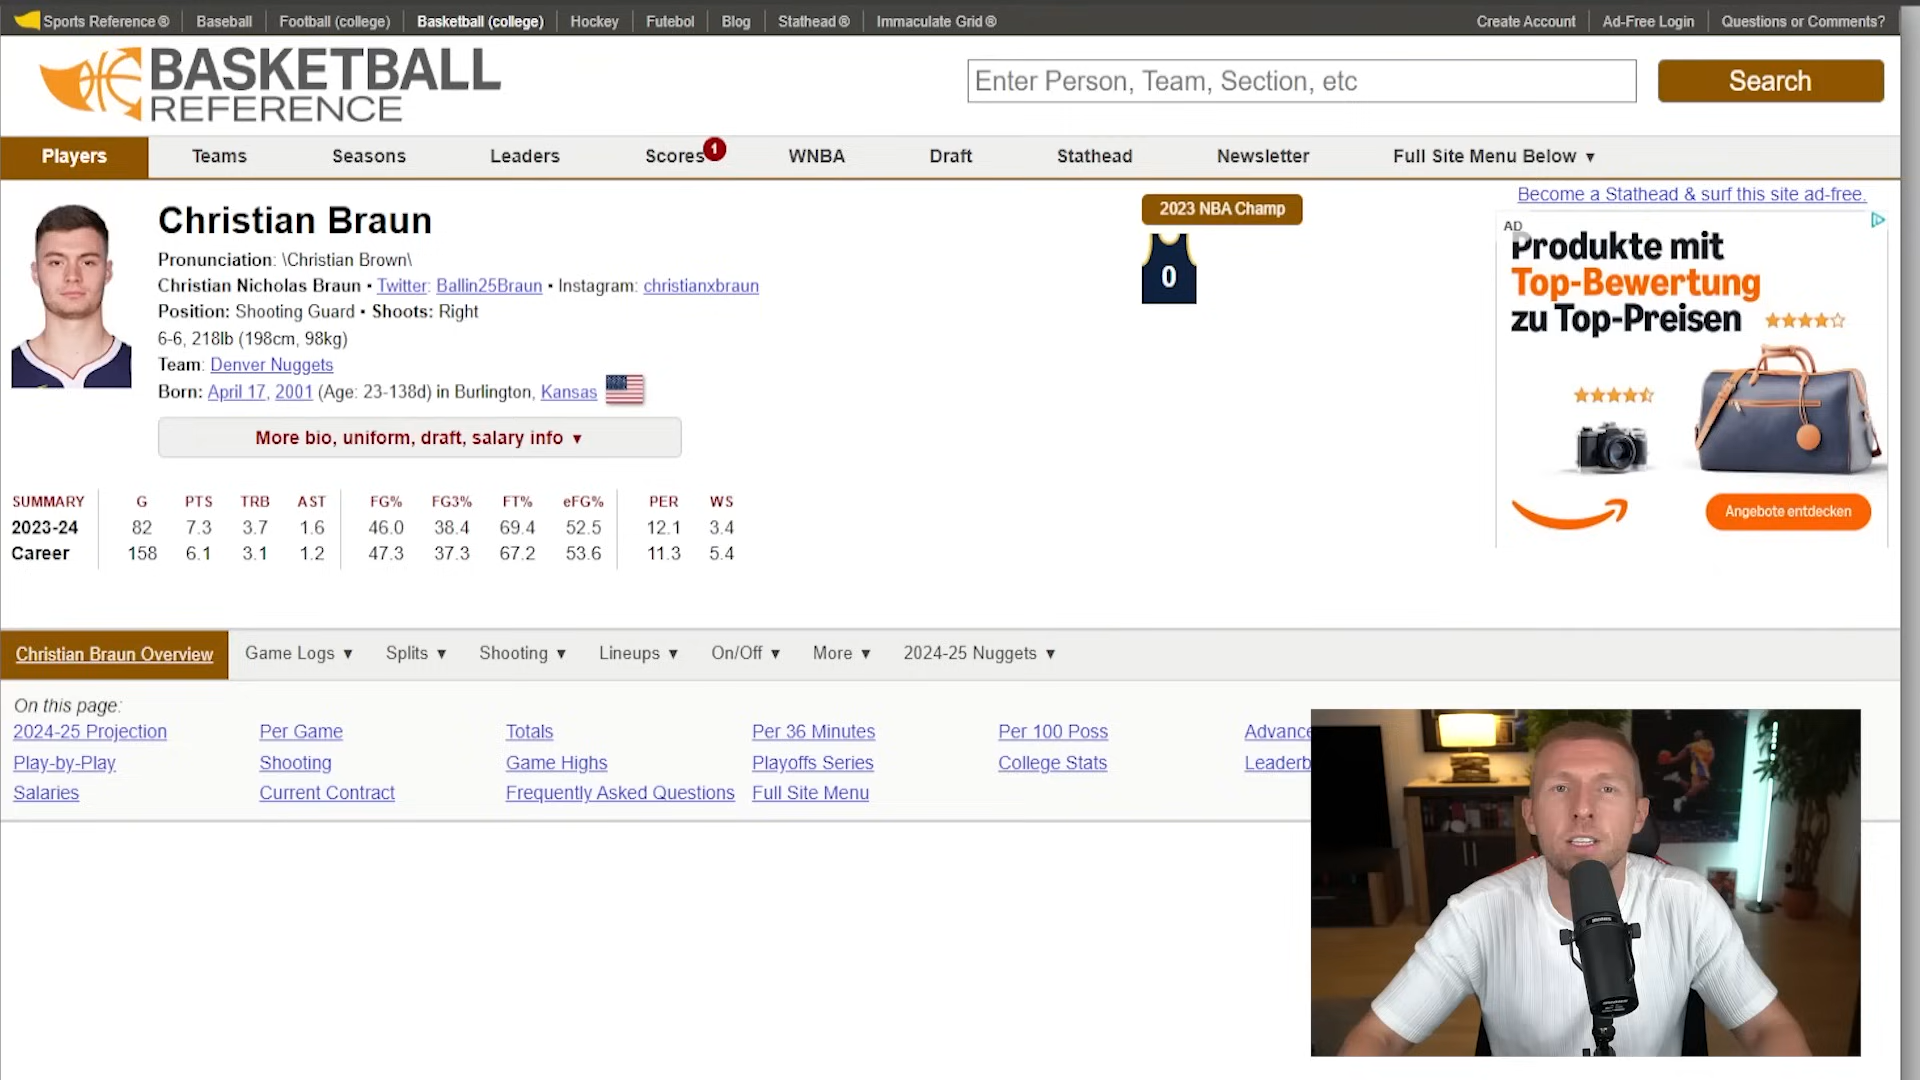 Sports Reference ® Baseball Football (college) Basketball (college) Hockey Futebol Blog Stathead ® Immaculate Grid ® Create Account Ad-Free Login Questions or Comments?
BASKETBALL
REFERENCE
Enter Person, Team, Section, etc Search
Players Teams Seasons Leaders Scores 1 WNBA Draft Stathead Newsletter Full Site Menu Below ▼
Become a Stathead & surf this site ad-free.
Christian Braun
Pronunciation: \Christian Brown\
Christian Nicholas Braun ▪ Twitter: Ballin25Braun ▪ Instagram: christianxbraun
Position: Shooting Guard ▪ Shoots: Right
6-6, 218lb (198cm, 98kg)
Team: Denver Nuggets
Born: April 17, 2001 (Age: 23-138d) in Burlington, Kansas
More bio, uniform, draft, salary info ▼
2023 NBA Champ
0
AD
Produkte mit
Top-Bewertung
zu Top-Preisen
Angebote entdecken
SUMMARY G PTS TRB AST FG% FG3% FT% eFG% PER WS
2023-24 82 7.3 3.7 1.6 46.0 38.4 69.4 52.5 12.1 3.4
Career 158 6.1 3.1 1.2 47.3 37.3 67.2 53.6 11.3 5.4
Christian Braun Overview Game Logs ▼ Splits ▼ Shooting ▼ Lineups ▼ On/Off ▼ More ▼ 2024-25 Nuggets ▼
On this page:
2024-25 Projection Per Game Totals Per 36 Minutes Per 100 Poss Advance
Play-by-Play Shooting Game Highs Playoffs Series College Stats Leaderb
Salaries Current Contract Frequently Asked Questions Full Site Menu